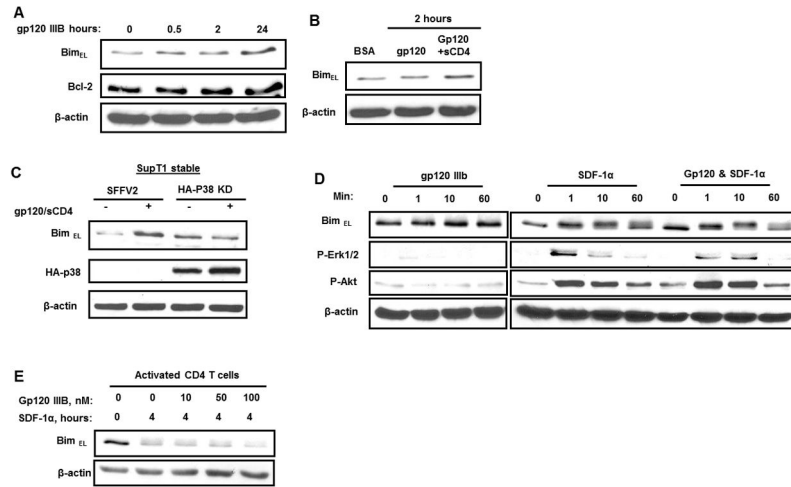 A
gp120 IIIB hours: 0 0.5 2 24
Bim EL
Bcl-2
β-actin
B
2 hours
BSA gp120 Gp120 +sCD4
Bim EL
β-actin
C
SupT1 stable
SFFV2 HA-P38 KD
gp120/sCD4 - + - +
Bim EL
HA-p38
β-actin
D
gp120 IIIb SDF-1α Gp120 & SDF-1α
Min: 0 1 10 60 0 1 10 60 0 1 10 60
Bim EL
P-Erk1/2
P-Akt
β-actin
E
Activated CD4 T cells
Gp120 IIIB, nM: 0 0 10 50 100
SDF-1α, hours: 0 4 4 4 4
Bim EL
β-actin